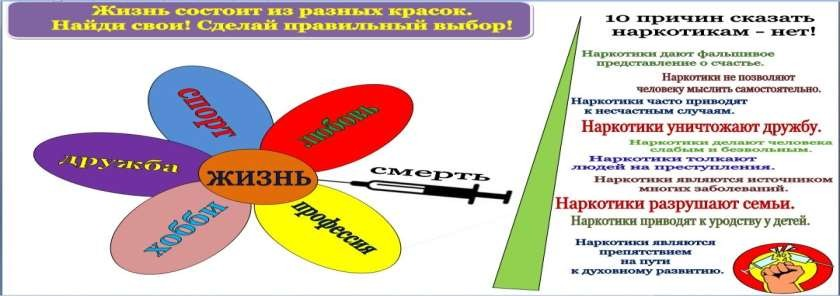 Жизнь состоит из разных красок.
Найди свои! Сделай правильный выбор!
спорт
любовь
дружба
ЖИЗНЬ
смерть
хобби
профессия
10 причин сказать
наркотикам – нет!
Наркотики дают фальшивое
представление о счастье.
Наркотики не позволяют
человеку мыслить самостоятельно.
Наркотики часто приводят
к несчастным случаям.
Наркотики уничтожают дружбу.
Наркотики делают человека
слабым и безвольным.
Наркотики толкают
людей на преступления.
Наркотики являются источником
многих заболеваний.
Наркотики разрушают семьи.
Наркотики приводят к уродству у детей.
Наркотики являются
препятствием
на пути
к духовному развитию.